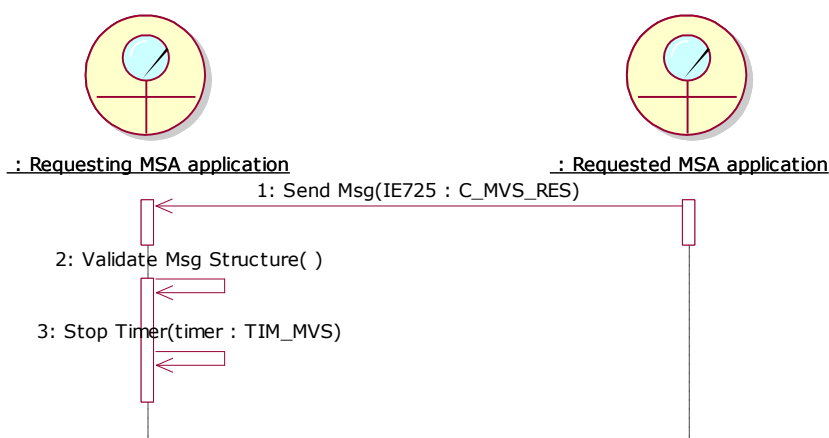 : Requesting MSA application
: Requested MSA application
1: Send Msg(IE725 : C_MVS_RES)
2: Validate Msg Structure( )
3: Stop Timer(timer : TIM_MVS)